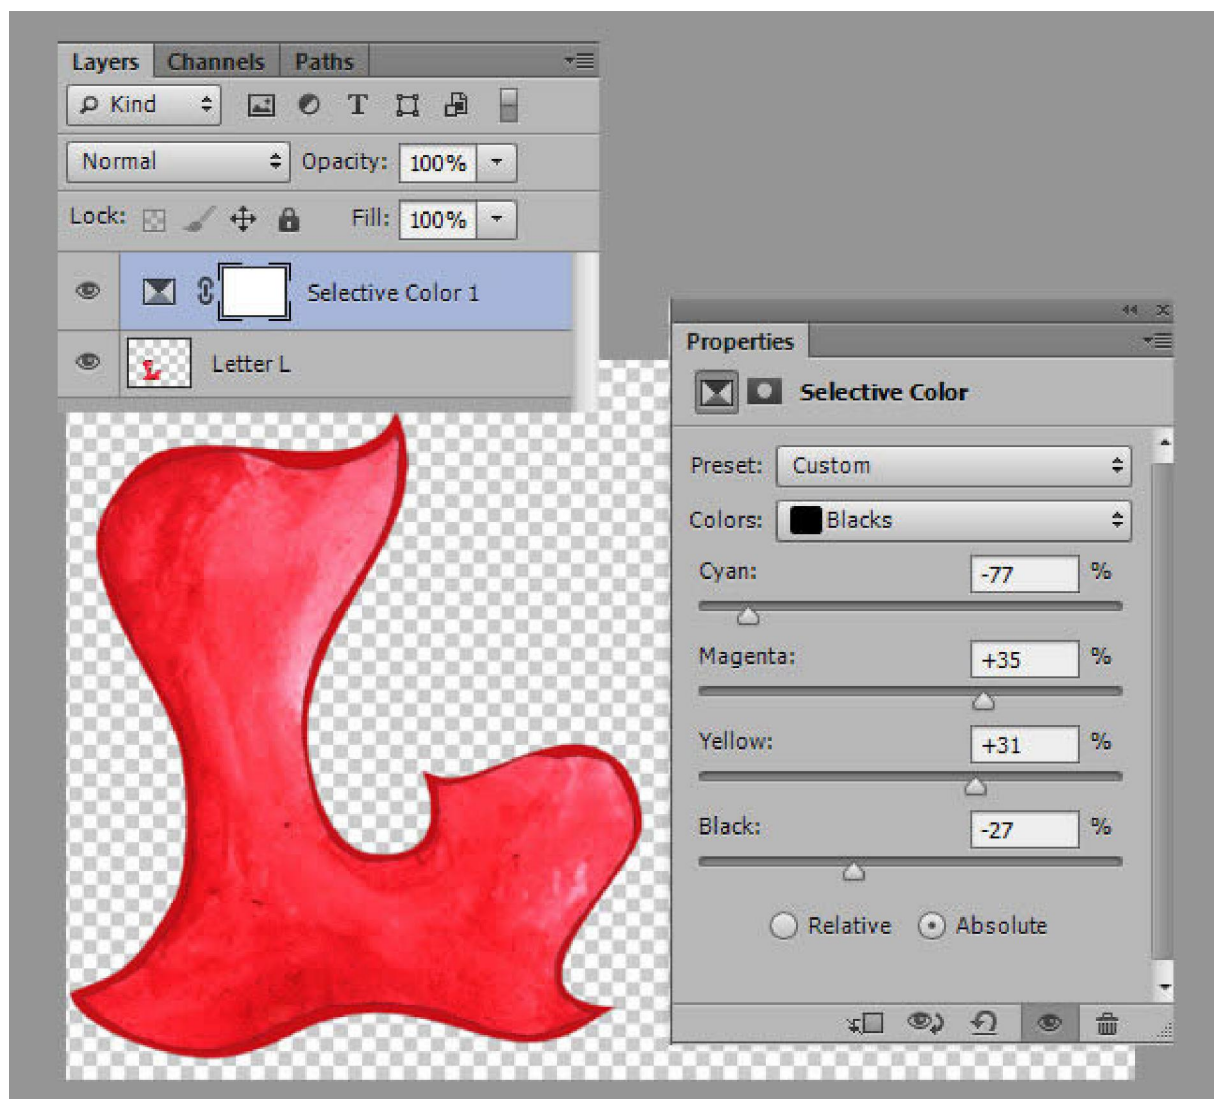 Layers Channels Paths
Kind T
Normal Opacity: 100%
Lock: Fill: 100%
Selective Color 1
Letter L
Properties
Selective Color
Preset: Custom
Colors: Blacks
Cyan: -77 %
Magenta: +35 %
Yellow: +31 %
Black: -27 %
Relative Absolute
L